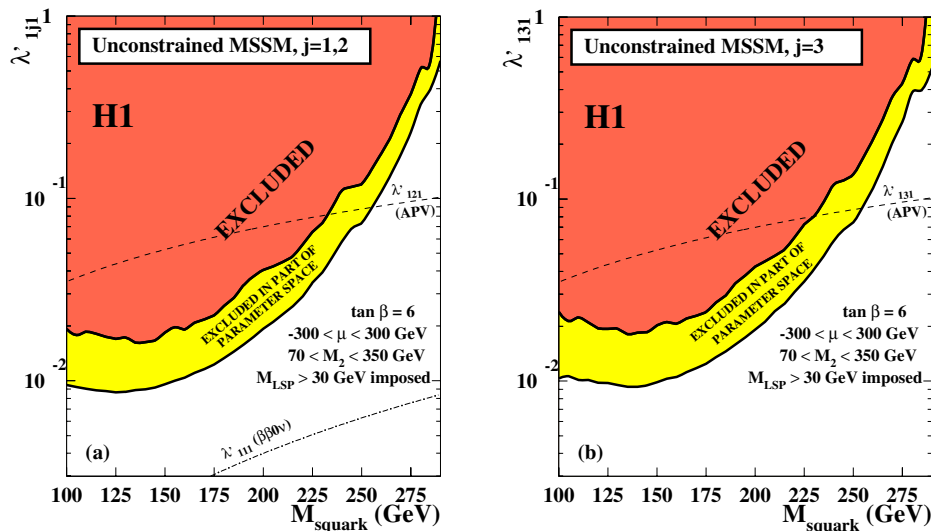 λ′ 1j1
1
10 -1
10 -2
Unconstrained MSSM, j=1,2
H1
EXCLUDED
λ′ 121
(APV)
EXCLUDED IN PART OF
PARAMETER SPACE
tan β = 6
-300 < μ < 300 GeV
70 < M2 < 350 GeV
MLSP > 30 GeV imposed
λ′ 111 (ββ0ν)
(a)
100 125 150 175 200 225 250 275
Msquark (GeV)
λ′ 131
1
10 -1
10 -2
Unconstrained MSSM, j=3
H1
EXCLUDED
λ′ 131
(APV)
EXCLUDED IN PART OF
PARAMETER SPACE
tan β = 6
-300 < μ < 300 GeV
70 < M2 < 350 GeV
MLSP > 30 GeV imposed
(b)
100 125 150 175 200 225 250 275
Msquark (GeV)